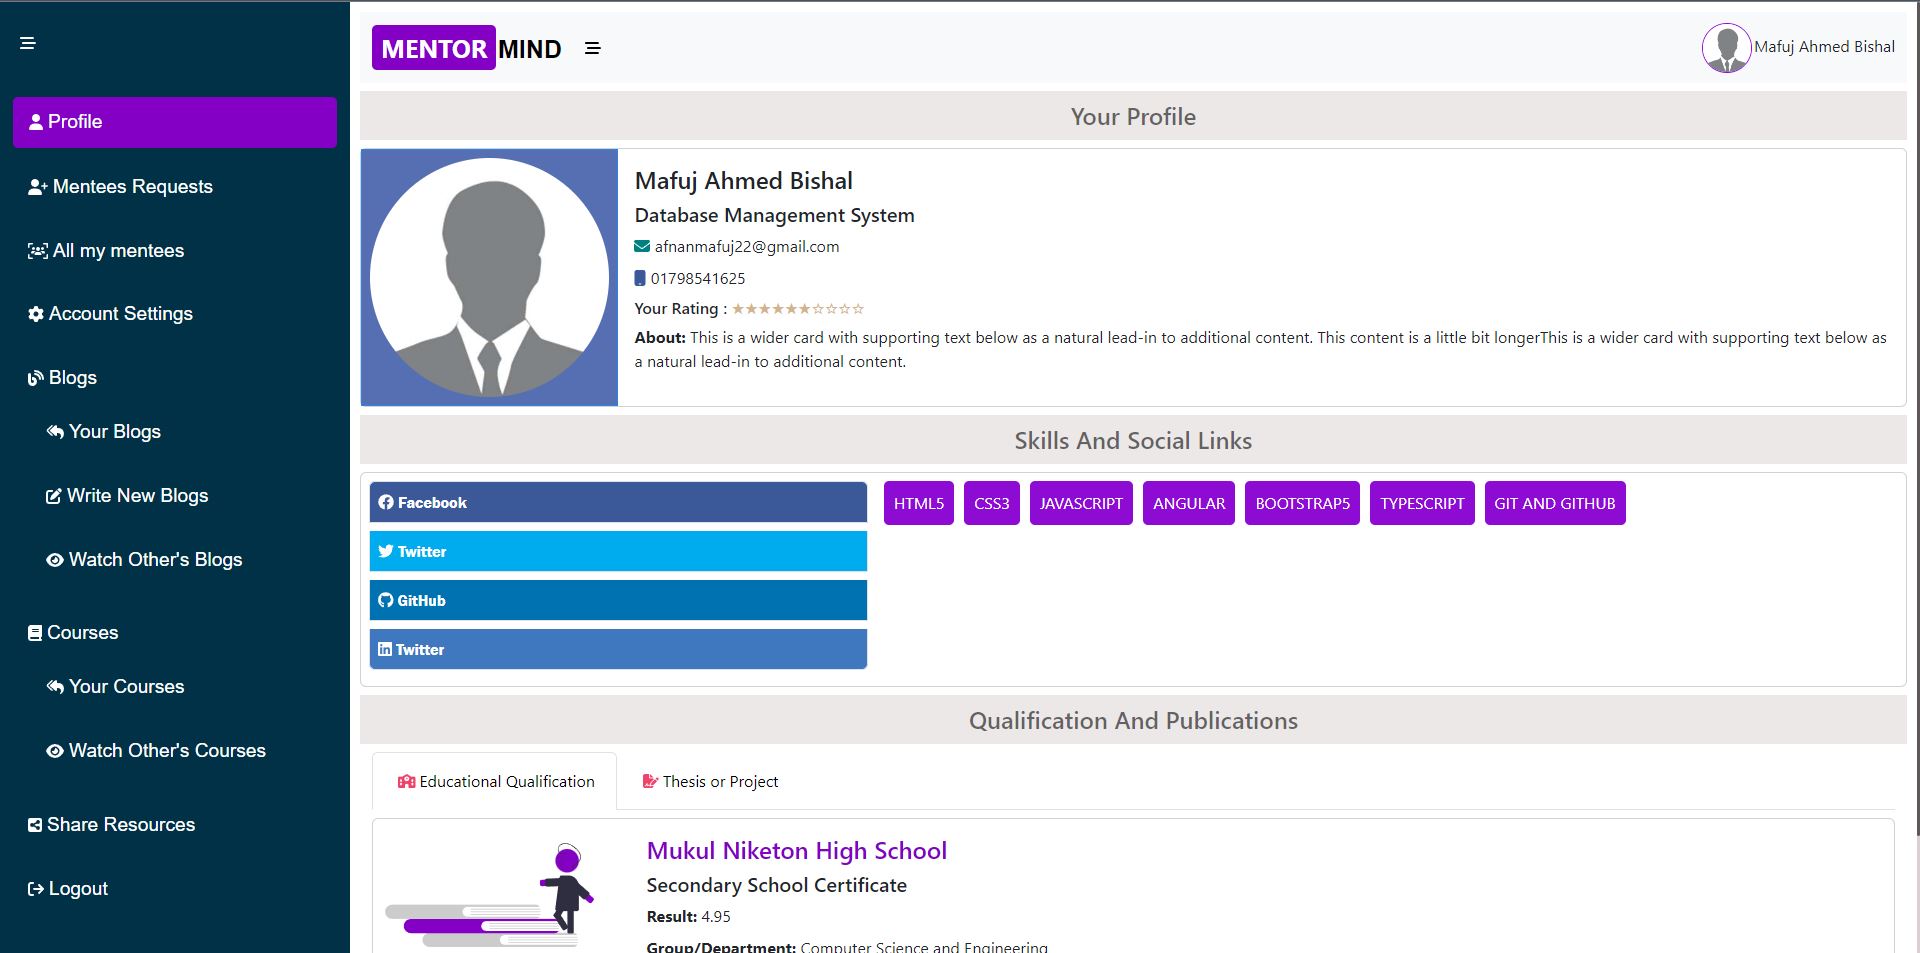 Profile
Mentees Requests
All my mentees
Account Settings
Blogs
Your Blogs
Write New Blogs
Watch Other's Blogs
Courses
Your Courses
Watch Other's Courses
Share Resources
Logout
MENTOR MIND
Mafuj Ahmed Bishal
Your Profile
Mafuj Ahmed Bishal
Database Management System
afnanmafuj22@gmail.com
01798541625
Your Rating : ★★★★★★☆☆☆☆
About: This is a wider card with supporting text below as a natural lead-in to additional content. This content is a little bit longerThis is a wider card with supporting text below as
a natural lead-in to additional content.
Skills And Social Links
Facebook
Twitter
GitHub
Twitter
HTML5 CSS3 JAVASCRIPT ANGULAR BOOTSTRAP5 TYPESCRIPT GIT AND GITHUB
Qualification And Publications
Educational Qualification Thesis or Project
Mukul Niketon High School
Secondary School Certificate
Result: 4.95
Group/Department: Computer Science and Engineering